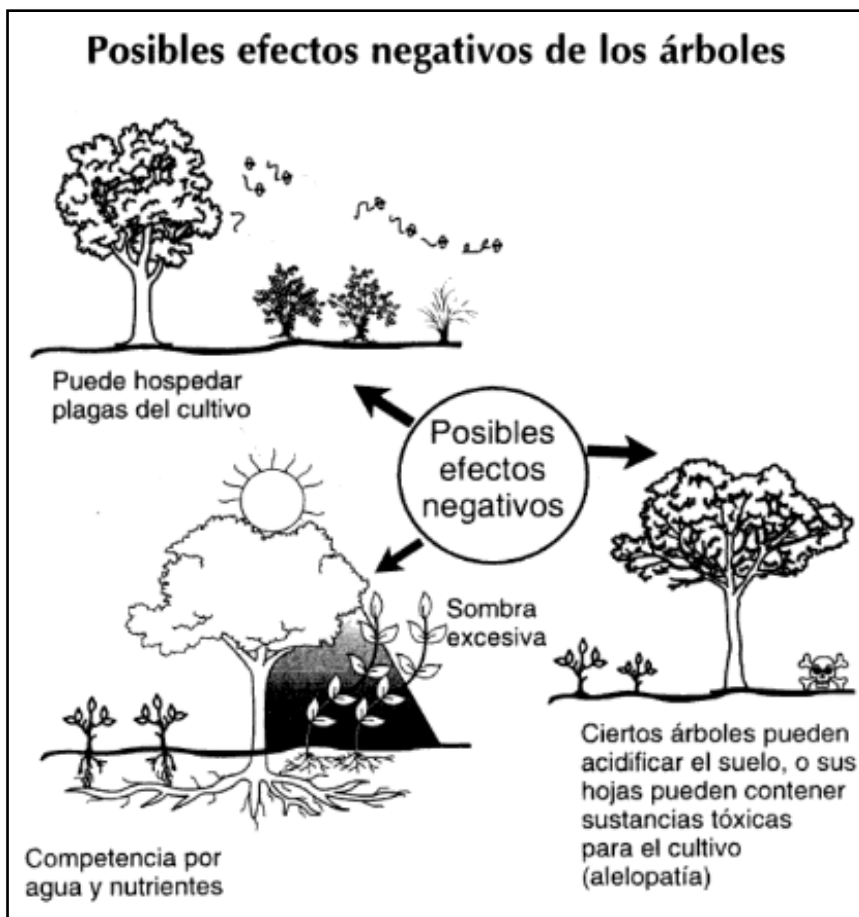 Posibles efectos negativos de los árboles
Puede hospedar
plagas del cultivo
Posibles
efectos
negativos
Sombra
excesiva
Competencia por
agua y nutrientes
Ciertos árboles pueden
acidificar el suelo, o sus
hojas pueden contener
sustancias tóxicas
para el cultivo
(alelopatía)